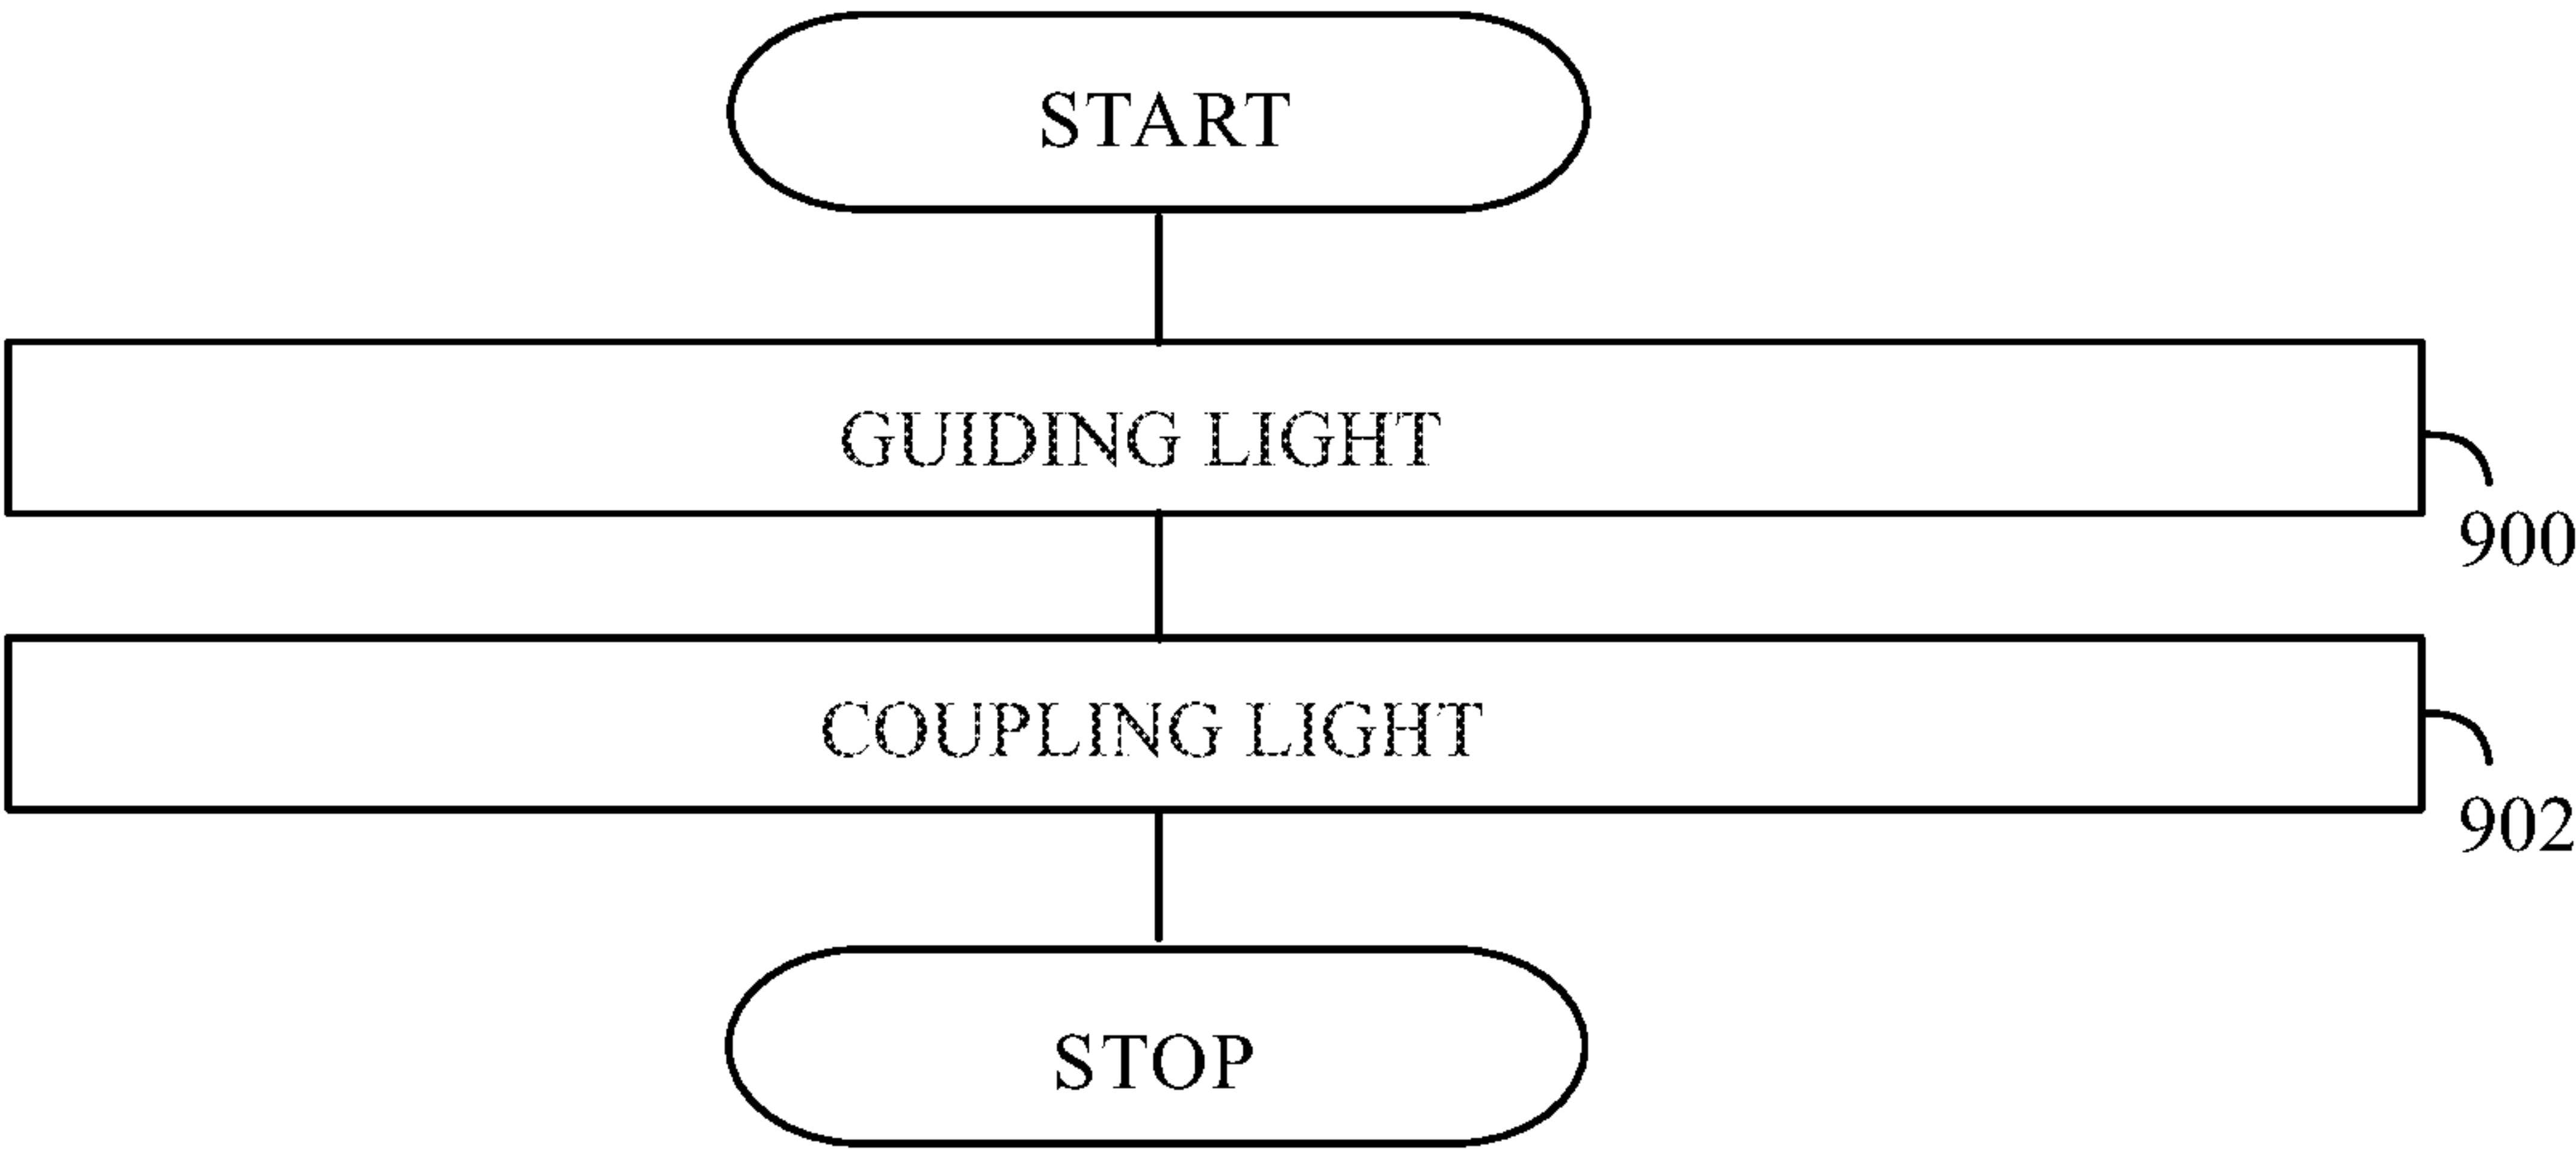 START
GUIDING LIGHT
900
COUPLING LIGHT
902
STOP